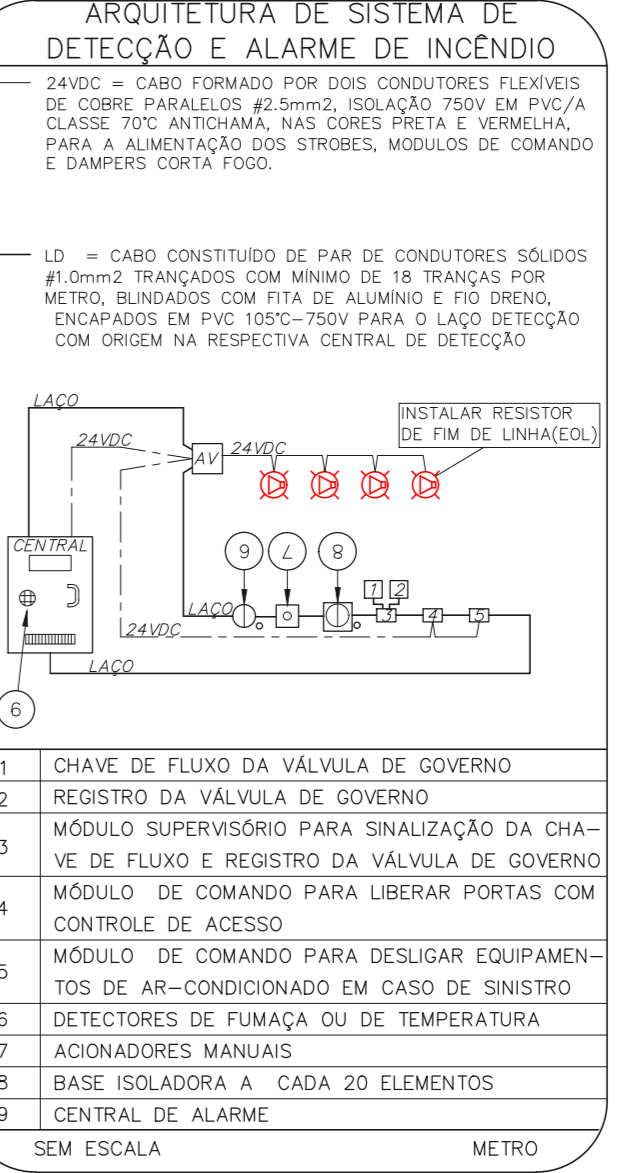 ARQUITETURA DE SISTEMA DE
DETECÇÃO E ALARME DE INCÊNDIO
24VDC = CABO FORMADO POR DOIS CONDUTORES FLEXÍVEIS
DE COBRE PARALELOS #2.5mm2, ISOLAÇÃO 750V EM PVC/A
CLASSE 70°C ANTICHAMA, NAS CORES PRETA E VERMELHA,
PARA A ALIMENTAÇÃO DOS STROBES, MODULOS DE COMANDO
E DAMPERS CORTA FOGO.
LD = CABO CONSTITUÍDO DE PAR DE CONDUTORES SÓLIDOS
#1.0mm2 TRANÇADOS COM MÍNIMO DE 18 TRANÇAS POR
METRO, BLINDADOS COM FITA DE ALUMÍNIO E FIO DRENO,
ENCAPADOS EM PVC 105°C-750V PARA O LAÇO DETECÇÃO
COM ORIGEM NA RESPECTIVA CENTRAL DE DETECÇÃO
LAÇO
INSTALAR RESISTOR
DE FIM DE LINHA(EOL)
24VDC
AV
24VDC
CENTRAL
6 7 8
1 2
LAÇO
3 4 5
24VDC
LAÇO
6
1 CHAVE DE FLUXO DA VÁLVULA DE GOVERNO
2 REGISTRO DA VÁLVULA DE GOVERNO
3 MÓDULO SUPERVISÓRIO PARA SINALIZAÇÃO DA CHA-
VE DE FLUXO E REGISTRO DA VÁLVULA DE GOVERNO
4 MÓDULO DE COMANDO PARA LIBERAR PORTAS COM
CONTROLE DE ACESSO
5 MÓDULO DE COMANDO PARA DESLIGAR EQUIPAMEN-
TOS DE AR-CONDICIONADO EM CASO DE SINISTRO
6 DETECTORES DE FUMAÇA OU DE TEMPERATURA
7 ACIONADORES MANUAIS
8 BASE ISOLADORA A CADA 20 ELEMENTOS
9 CENTRAL DE ALARME
SEM ESCALA METRO